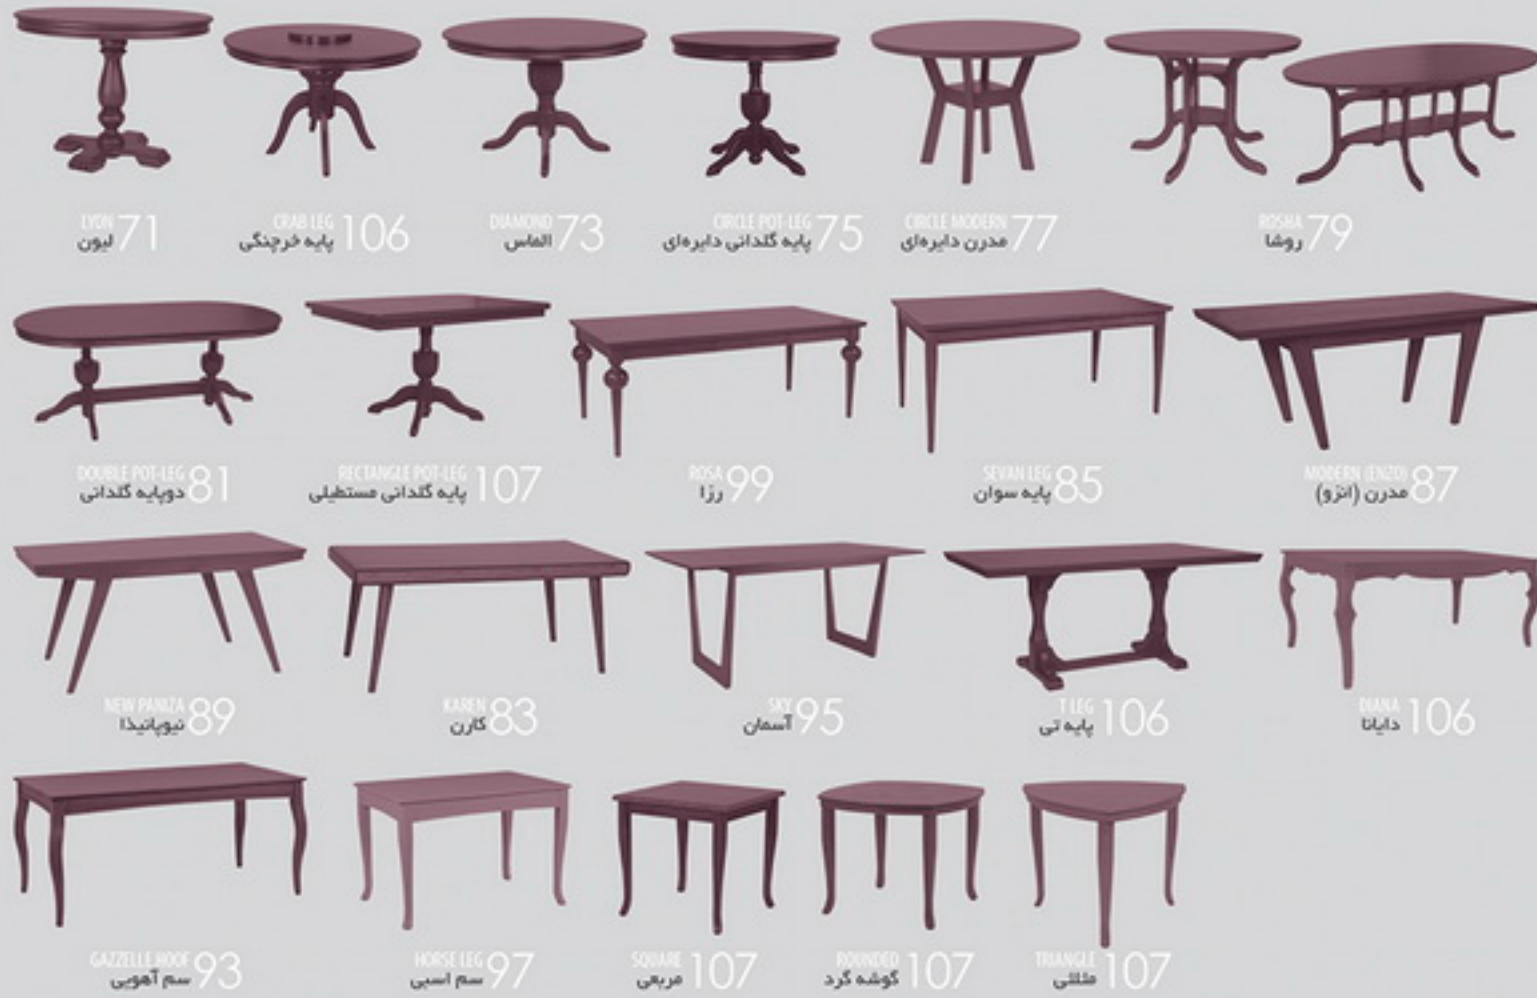 LYON 71
لیون
CRAB LEG 106
پایه خرچنگی
DIAMOND 73
الماس
CIRCLE POT-LEG 75
پایه گلدانی دایره‌ای
CIRCLE MODERN 77
مدرن دایره‌ای
ROSHA 79
روشا
DOUBLE POT-LEG 81
دوپایه گلدانی
RECTANGLE POT-LEG 107
پایه گلدانی مستطیلی
ROSA 99
رزا
SEVAN LEG 85
پایه سوان
MODERN (ENZO) 87
مدرن (انزو)
NEW PANIZA 89
نیوپانیذا
KAREN 83
کارن
SKY 95
آسمان
T LEG 106
پایه تی
DIANA 106
دایانا
GAZZELLE HOOF 93
سم آهویی
HORSE LEG 97
سم اسبی
SQUARE 107
مربعی
ROUNDED 107
گوشه گرد
TRIANGLE 107
مثلثی